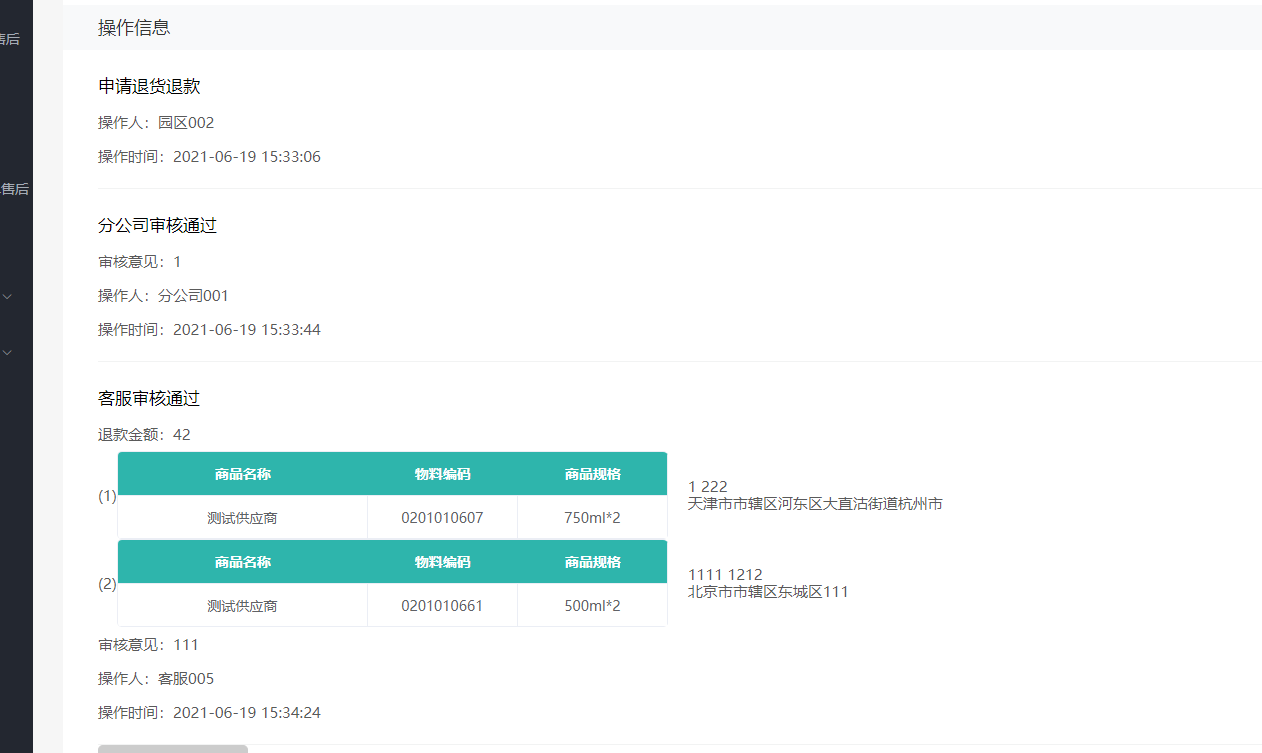 操作信息
售后
申请退货退款
操作人：园区002
操作时间：2021-06-19 15:33:06
售后
分公司审核通过
审核意见：1
操作人：分公司001
操作时间：2021-06-19 15:33:44
客服审核通过
退款金额：42
(1)
商品名称 物料编码 商品规格
测试供应商 0201010607 750ml*2
1 222
天津市市辖区河东区大直沽街道杭州市
(2)
商品名称 物料编码 商品规格
测试供应商 0201010661 500ml*2
1111 1212
北京市市辖区东城区111
审核意见：111
操作人：客服005
操作时间：2021-06-19 15:34:24